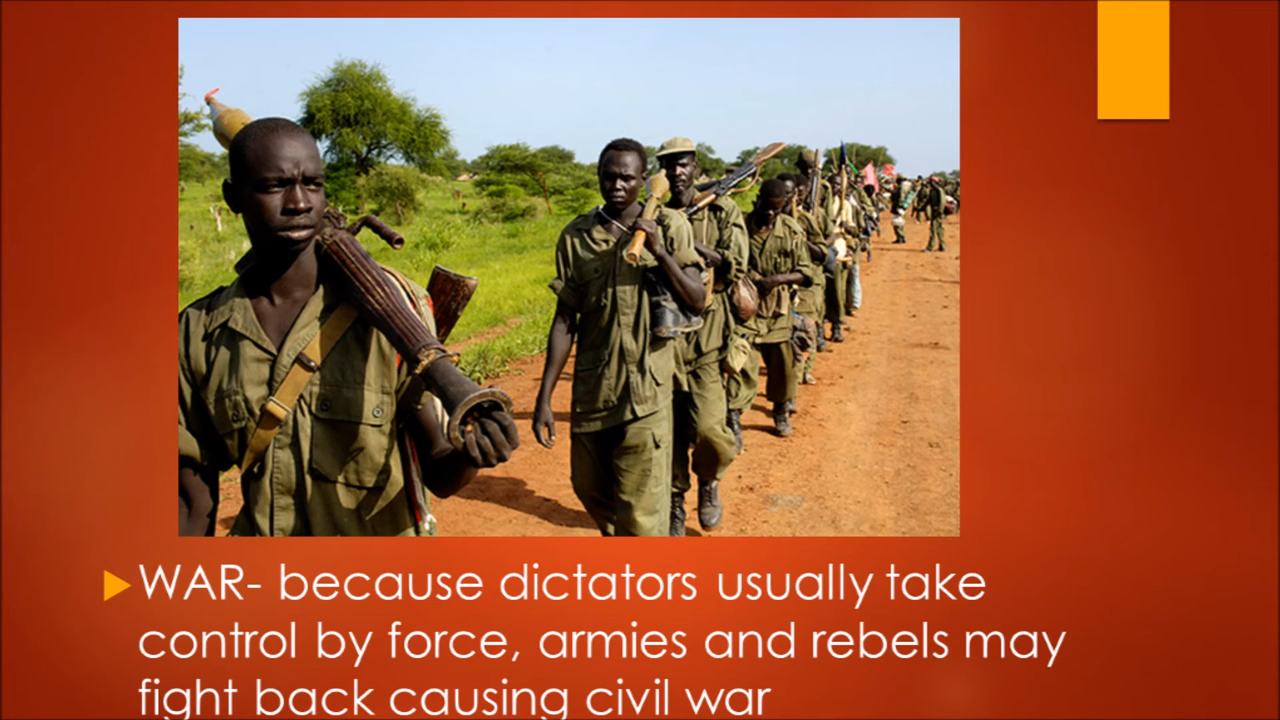 WAR- because dictators usually take
control by force, armies and rebels may
fight back causing civil war